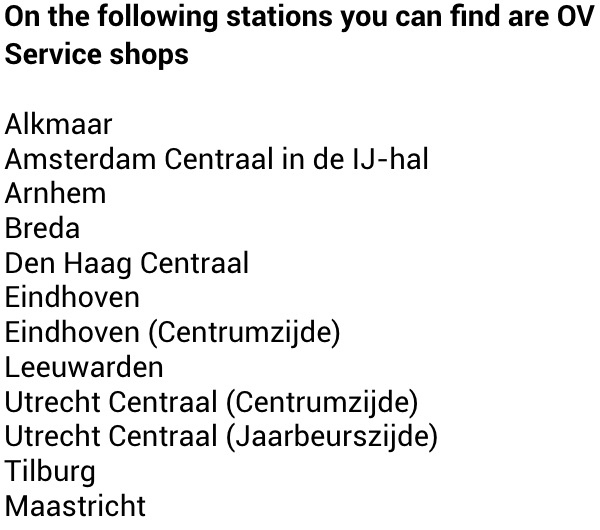 On the following stations you can find are OV
Service shops
Alkmaar
Amsterdam Centraal in de IJ-hal
Arnhem
Breda
Den Haag Centraal
Eindhoven
Eindhoven (Centrumzijde)
Leeuwarden
Utrecht Centraal (Centrumzijde)
Utrecht Centraal (Jaarbeurszijde)
Tilburg
Maastricht